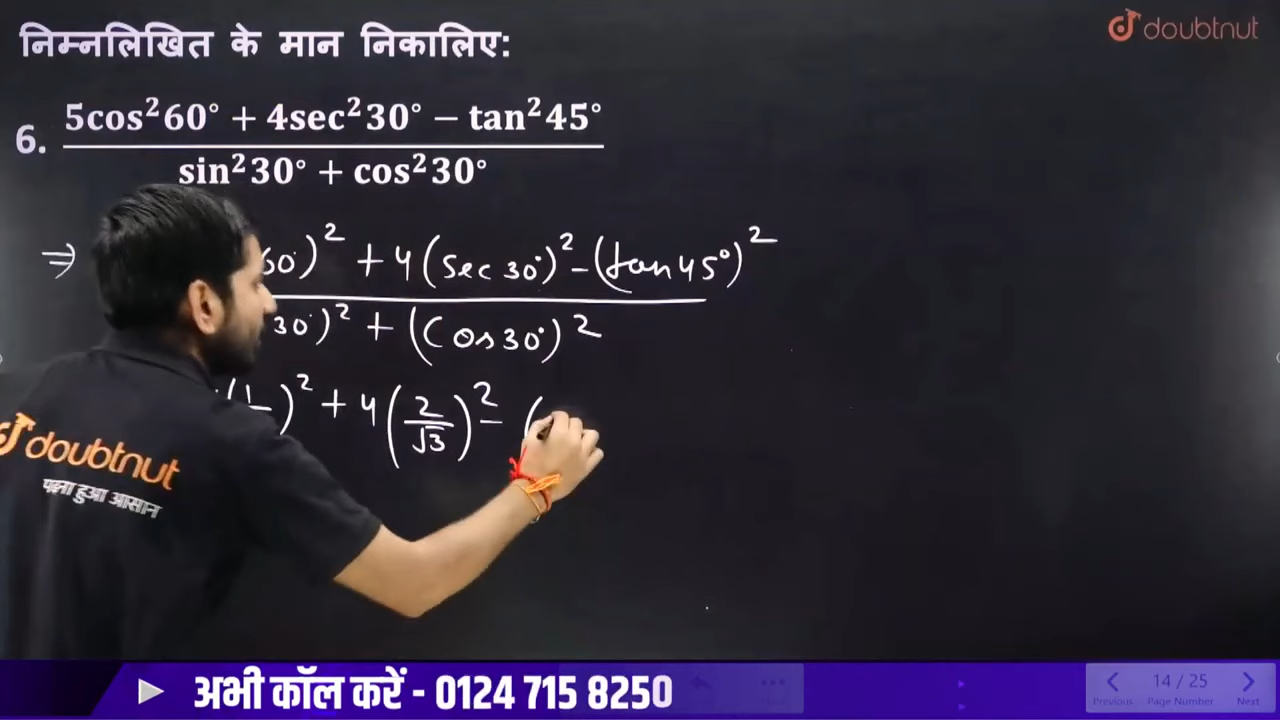 निम्नलिखित के मान निकालिए:
doubtnut
6. 5cos²60° + 4sec²30° − tan²45°
sin²30° + cos²30°
⇒ 60)² + 4(sec 30°)² − (tan 45°)²
30°)² + (Cos 30°)²
(1 )² + 4(2/√3)² − (
doubtnut
पढ़ना हुआ आसान
अभी कॉल करें - 0124 715 8250
14 / 25
Previous Page Number Next